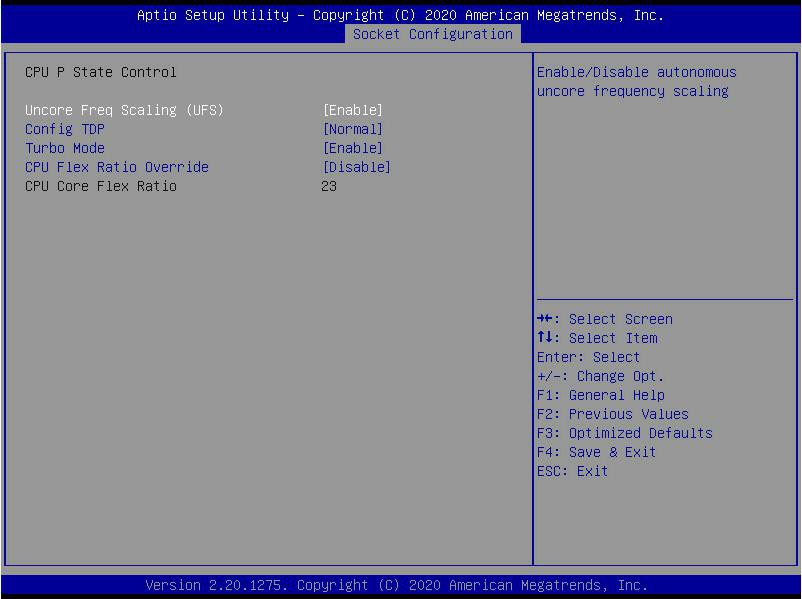 Aptio Setup Utility – Copyright (C) 2020 American Megatrends, Inc.
Socket Configuration
CPU P State Control
Uncore Freq Scaling (UFS) [Enable]
Config TDP [Normal]
Turbo Mode [Enable]
CPU Flex Ratio Override [Disable]
CPU Core Flex Ratio 23
Enable/Disable autonomous
uncore frequency scaling
→←: Select Screen
↑↓: Select Item
Enter: Select
+/-: Change Opt.
F1: General Help
F2: Previous Values
F3: Optimized Defaults
F4: Save & Exit
ESC: Exit
Version 2.20.1275. Copyright (C) 2020 American Megatrends, Inc.